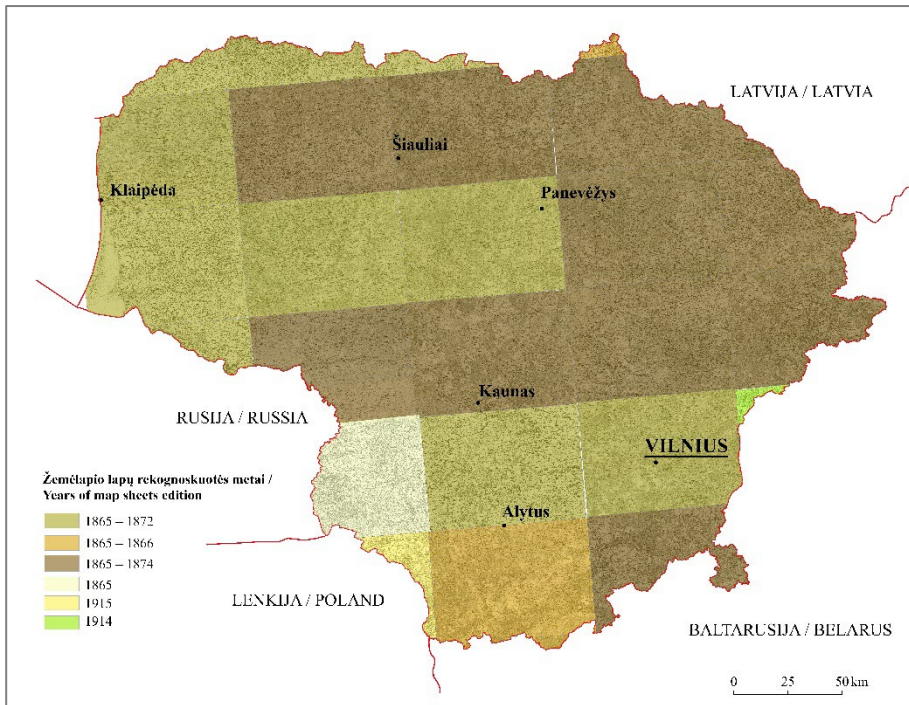 LATVIJA / LATVIA
Šiauliai
Klaipėda
Panevėžys
Kaunas
RUSIJA / RUSSIA
VILNIUS
Žemėlapio lapų rekognoskuotės metai /
Years of map sheets edition
1865 – 1872
1865 – 1866
1865 – 1874
1865
1915
1914
Alytus
LENKIJA / POLAND
BALTARUSIJA / BELARUS
0 25 50 km